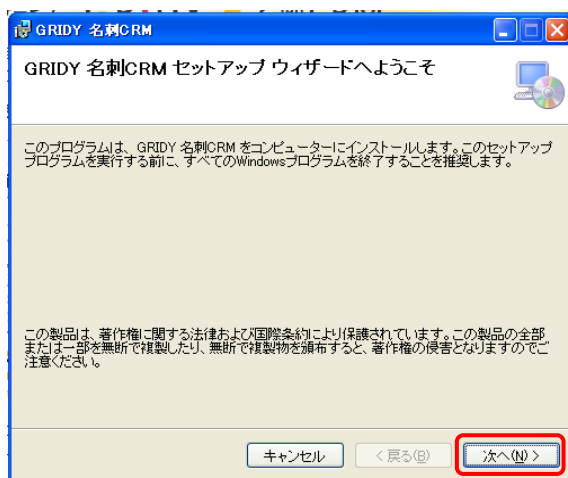 GRIDY 名刺CRM
GRIDY 名刺CRM セットアップ ウィザードへようこそ
このプログラムは、GRIDY 名刺CRM をコンピューターにインストールします。このセットアップ
プログラムを実行する前に、すべてのWindowsプログラムを終了することを推奨します。
この製品は、著作権に関する法律および国際条約により保護されています。この製品の全部
または一部を無断で複製したり、無断で複製物を頒布すると、著作権の侵害となりますのでご
注意ください。
キャンセル < 戻る(B) 次へ(N) >